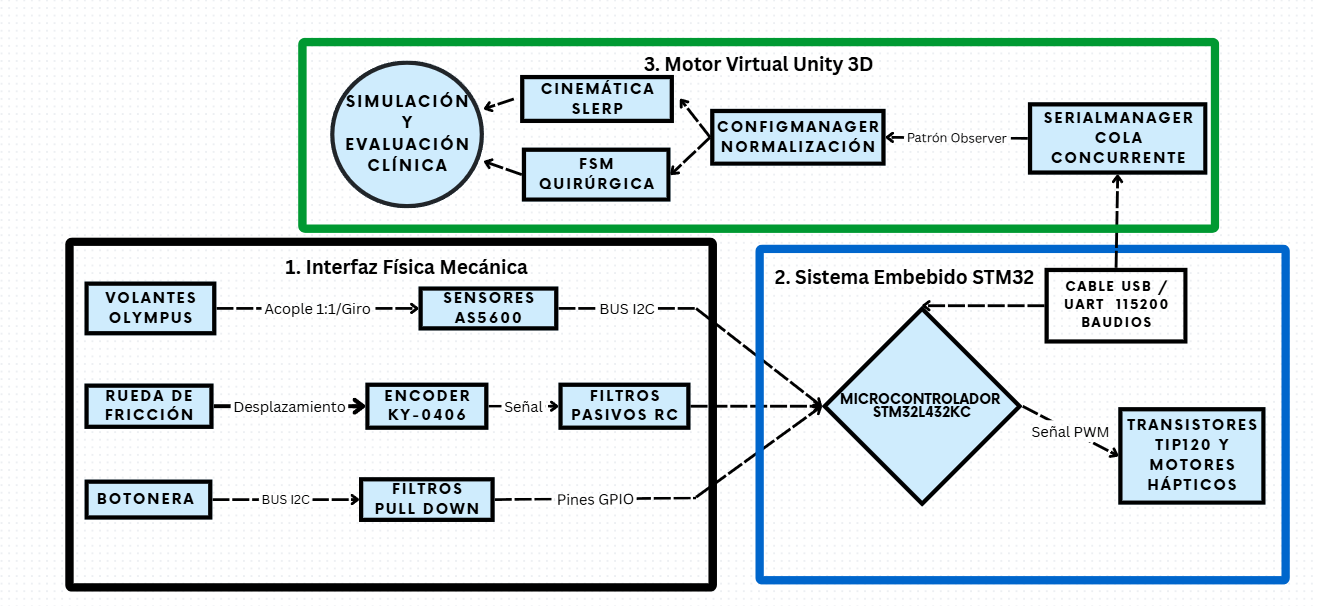 3. Motor Virtual Unity 3D
SIMULACIÓN
Y
EVALUACIÓN
CLÍNICA
CINEMÁTICA
SLERP
FSM
QUIRÚRGICA
CONFIGMANAGER
NORMALIZACIÓN
Patrón Observer
SERIALMANAGER
COLA
CONCURRENTE
1. Interfaz Física Mecánica
VOLANTES
OLYMPUS
Acople 1:1/Giro
SENSORES
AS5600
BUS I2C
RUEDA DE
FRICCIÓN
Desplazamiento
ENCODER
KY-0406
Señal
FILTROS
PASIVOS RC
BOTONERA
BUS I2C
FILTROS
PULL DOWN
Pines GPIO
2. Sistema Embebido STM32
CABLE USB /
UART 115200
BAUDIOS
MICROCONTROLADOR
STM32L432KC
Señal PWM
TRANSISTORES
TIP120 Y
MOTORES
HÁPTICOS